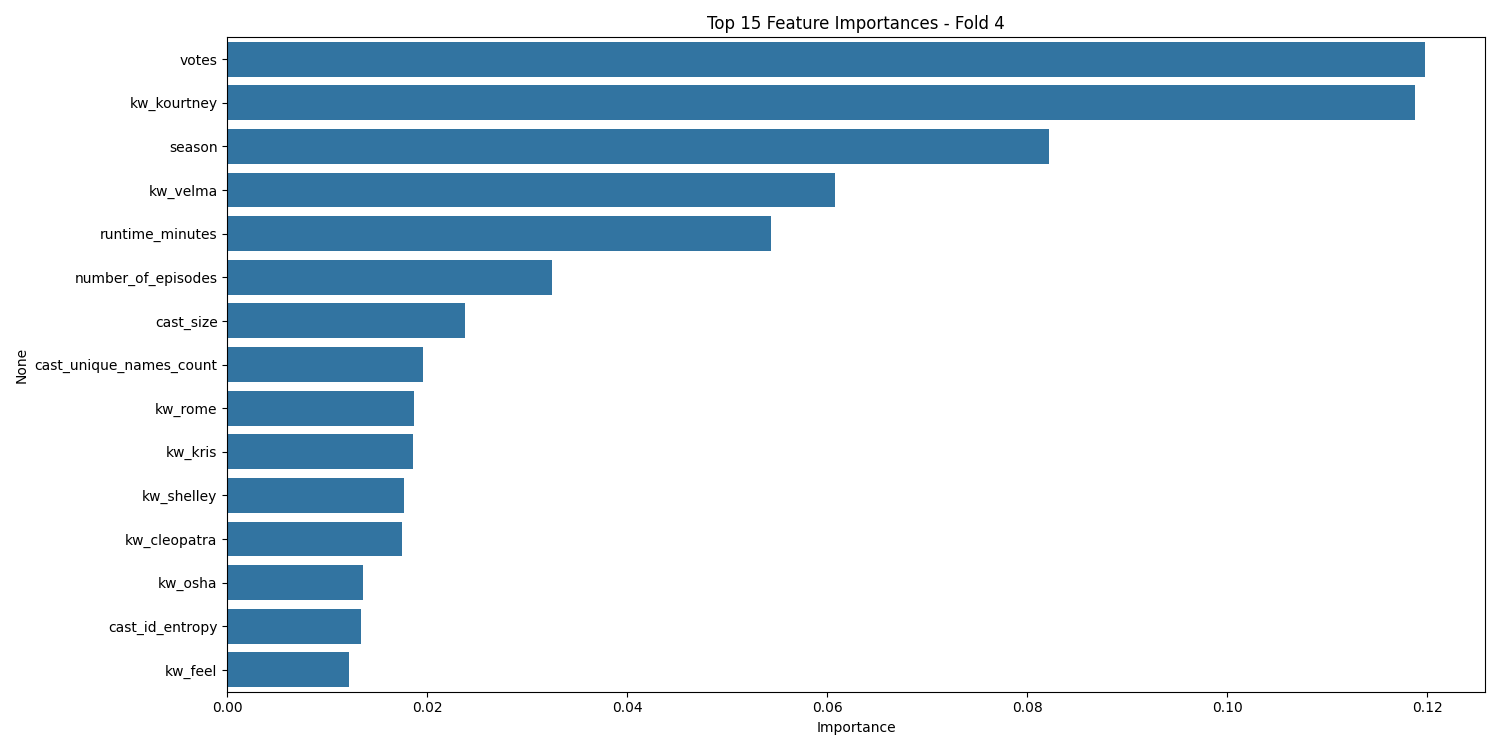 Top 15 Feature Importances - Fold 4
votes
kw_kourtney
season
kw_velma
runtime_minutes
number_of_episodes
cast_size
cast_unique_names_count
kw_rome
kw_kris
kw_shelley
kw_cleopatra
kw_osha
cast_id_entropy
kw_feel
None
0.00 0.02 0.04 0.06 0.08 0.10 0.12
Importance